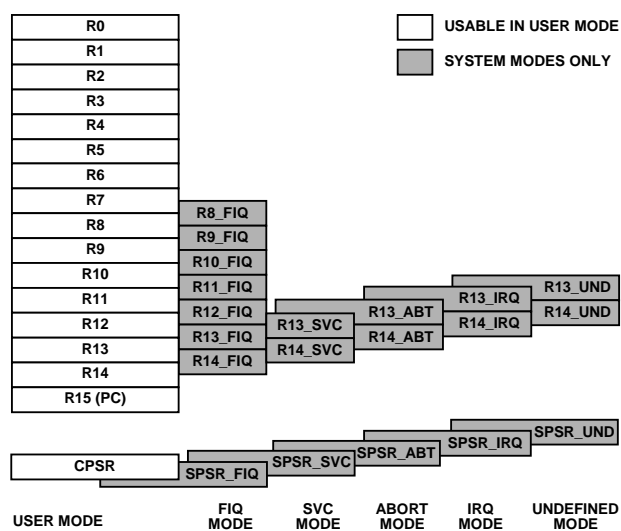 R0
R1
R2
R3
R4
R5
R6
R7
R8
R9
R10
R11
R12
R13
R14
R15 (PC)
CPSR
USER MODE
R8_FIQ
R9_FIQ
R10_FIQ
R11_FIQ
R12_FIQ
R13_FIQ
R14_FIQ
SPSR_FIQ
FIQ
MODE
R13_SVC
R14_SVC
SPSR_SVC
SVC
MODE
R13_ABT
R14_ABT
SPSR_ABT
ABORT
MODE
R13_IRQ
R14_IRQ
SPSR_IRQ
IRQ
MODE
R13_UND
R14_UND
SPSR_UND
UNDEFINED
MODE
USABLE IN USER MODE
SYSTEM MODES ONLY